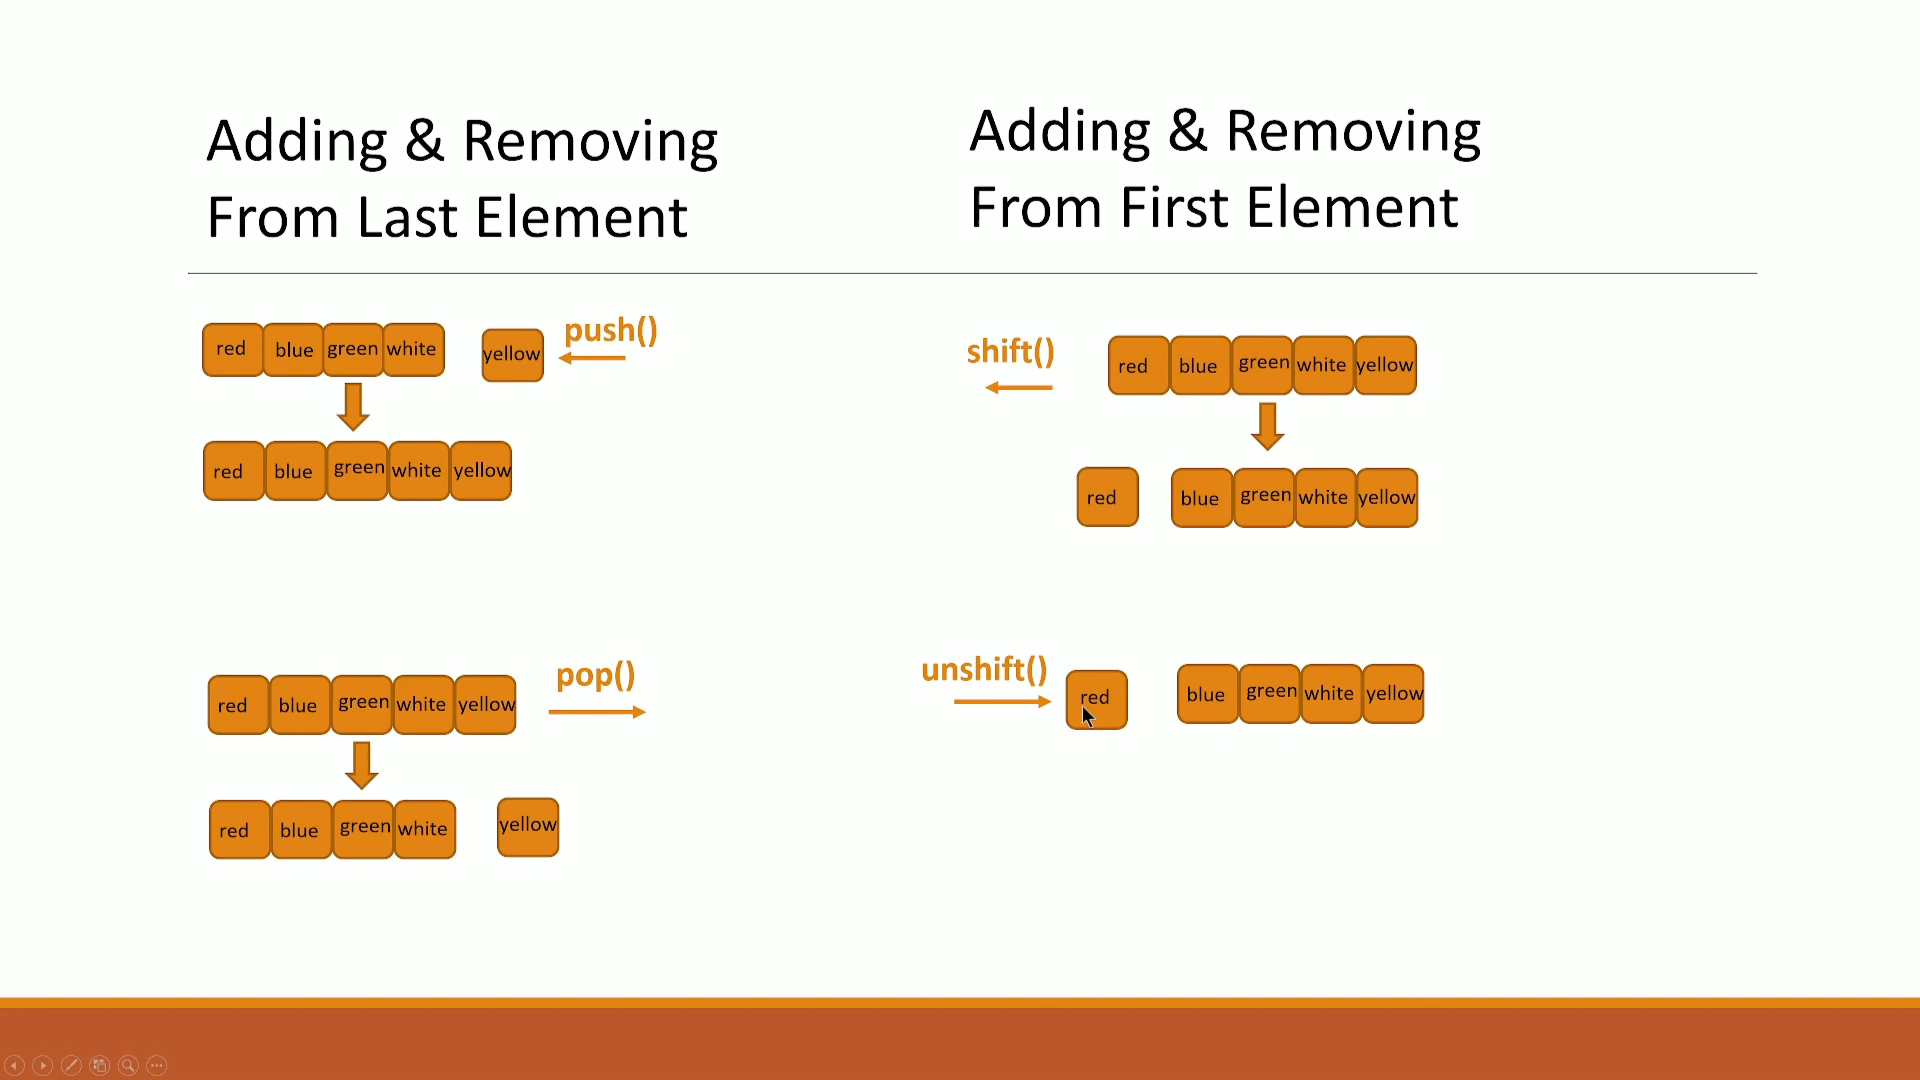 Adding & Removing
From Last Element
Adding & Removing
From First Element
push()
red blue green white yellow
red blue green white yellow
pop()
red blue green white yellow
red blue green white yellow
shift()
red blue green white yellow
red blue green white yellow
unshift()
red blue green white yellow